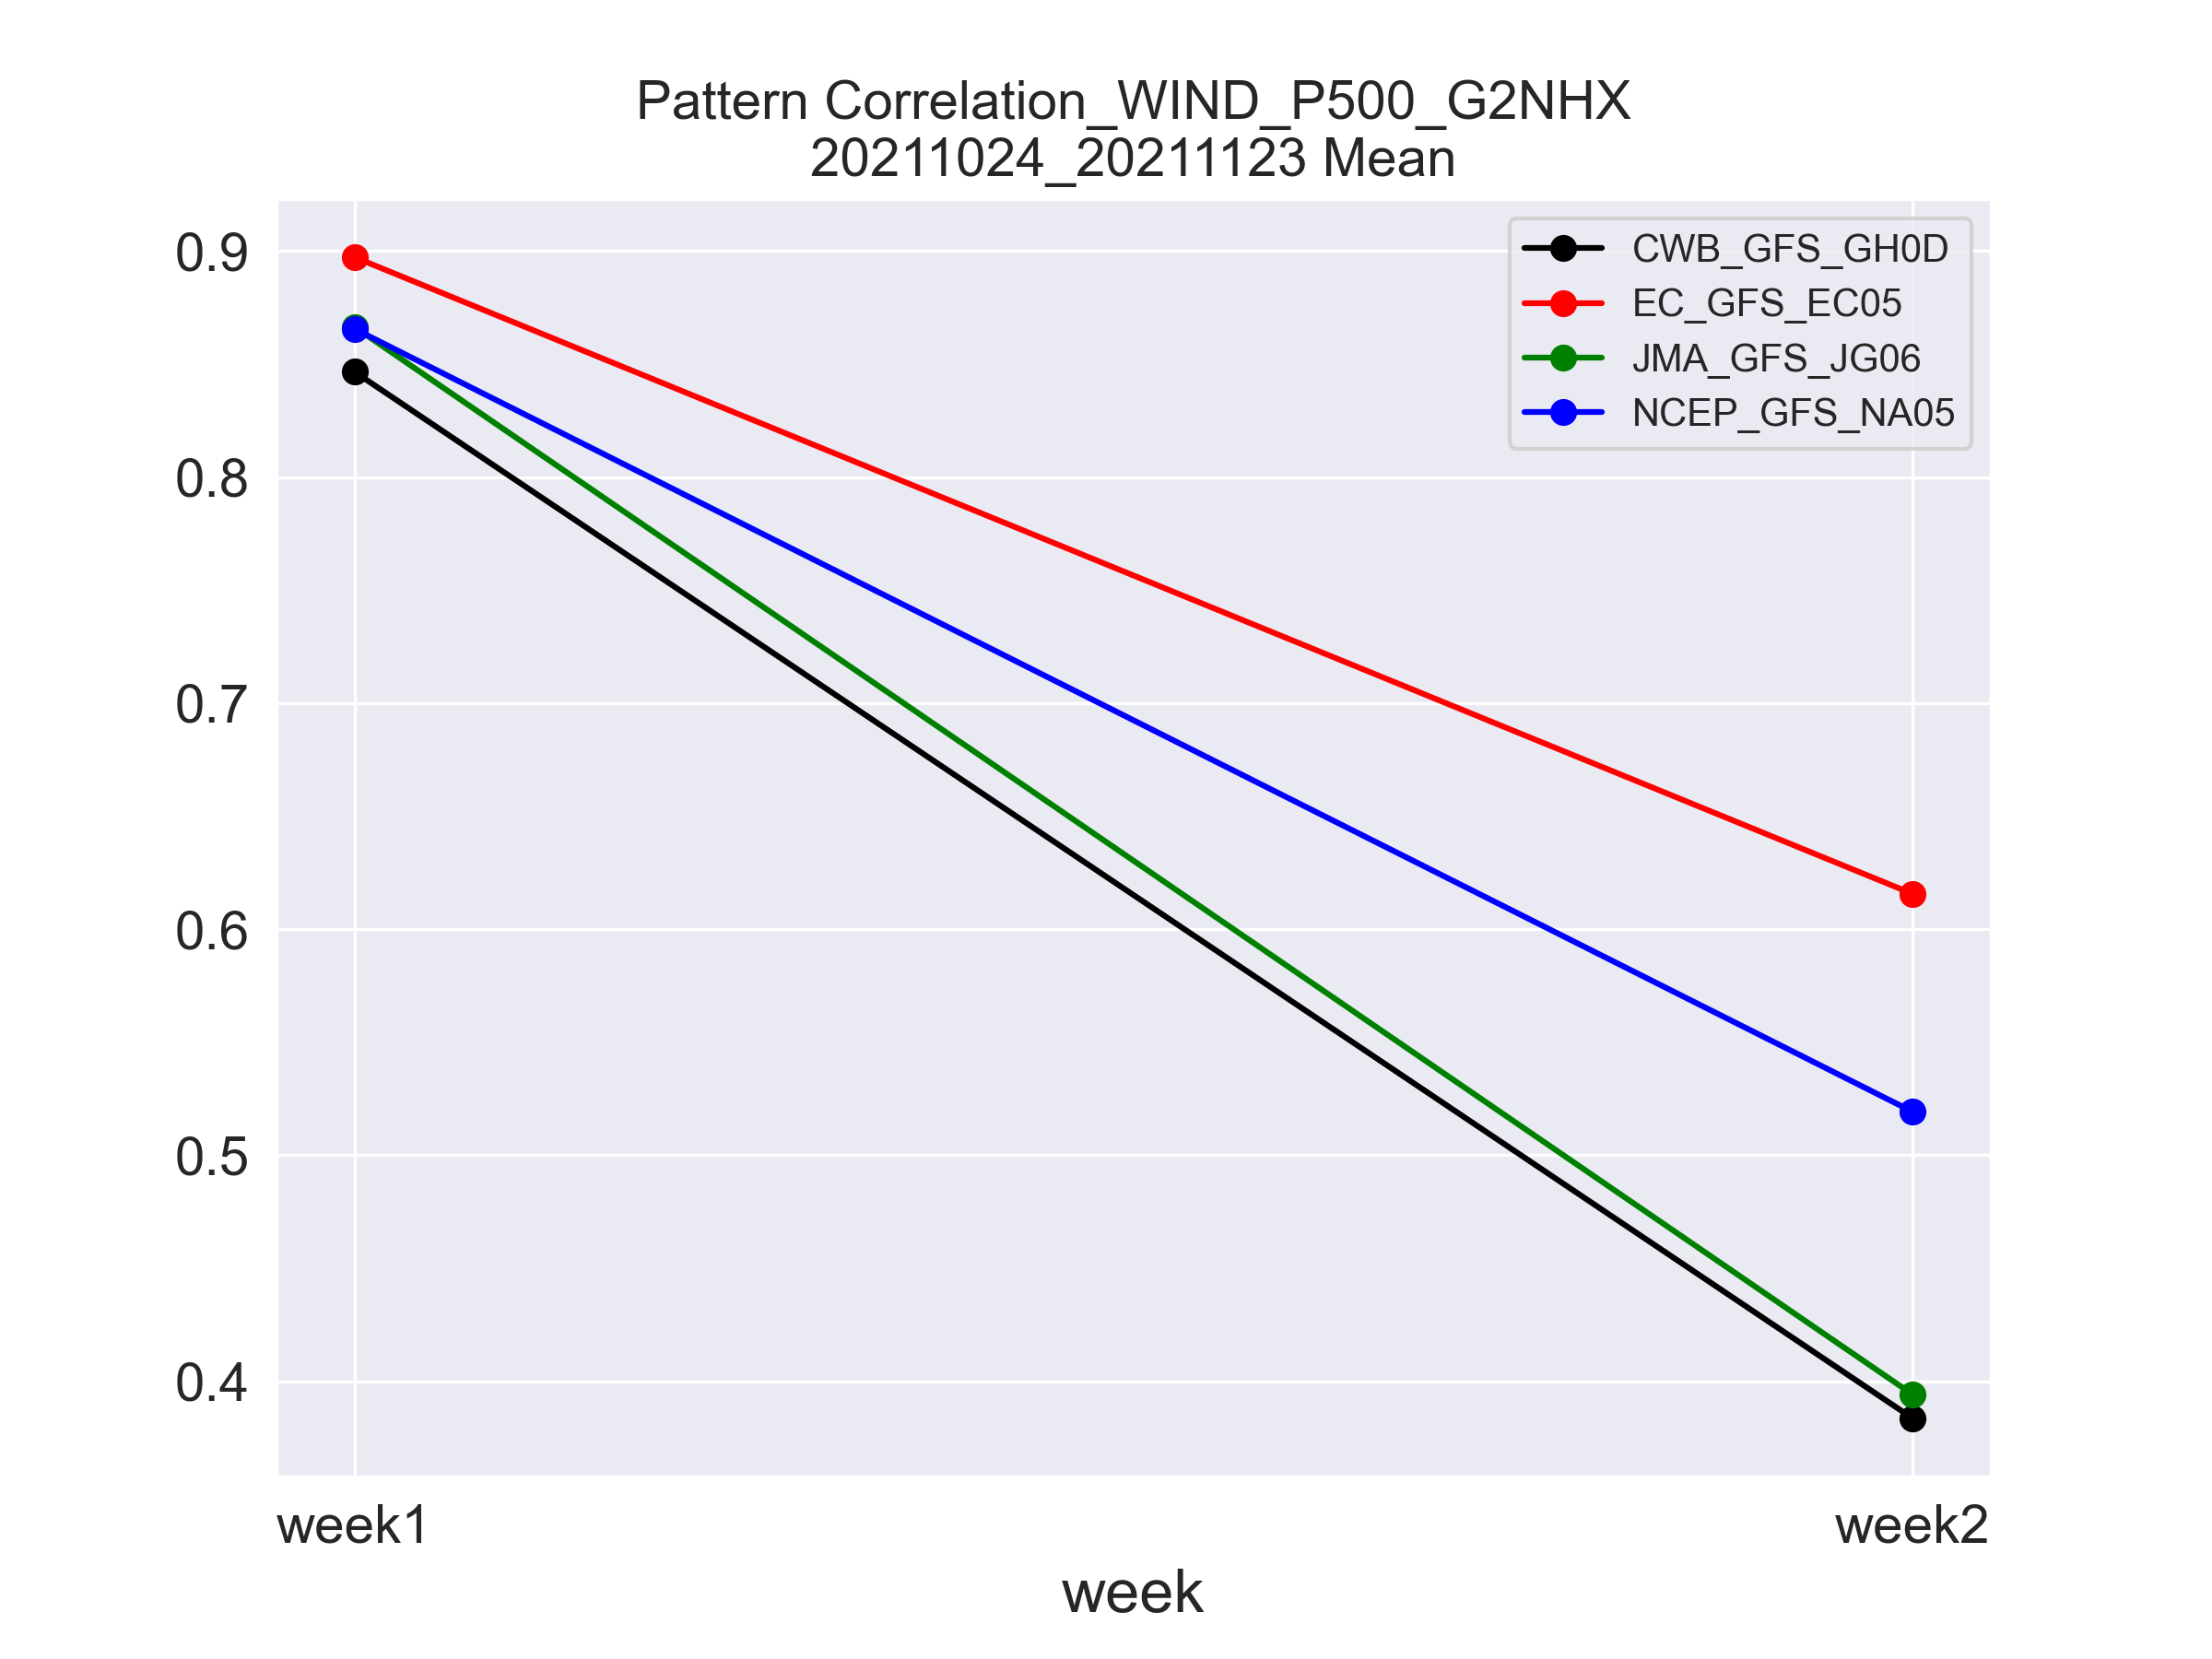 Pattern Correlation_WIND_P500_G2NHX
20211024_20211123 Mean
CWB_GFS_GH0D
EC_GFS_EC05
JMA_GFS_JG06
NCEP_GFS_NA05
0.9
0.8
0.7
0.6
0.5
0.4
week1
week2
week